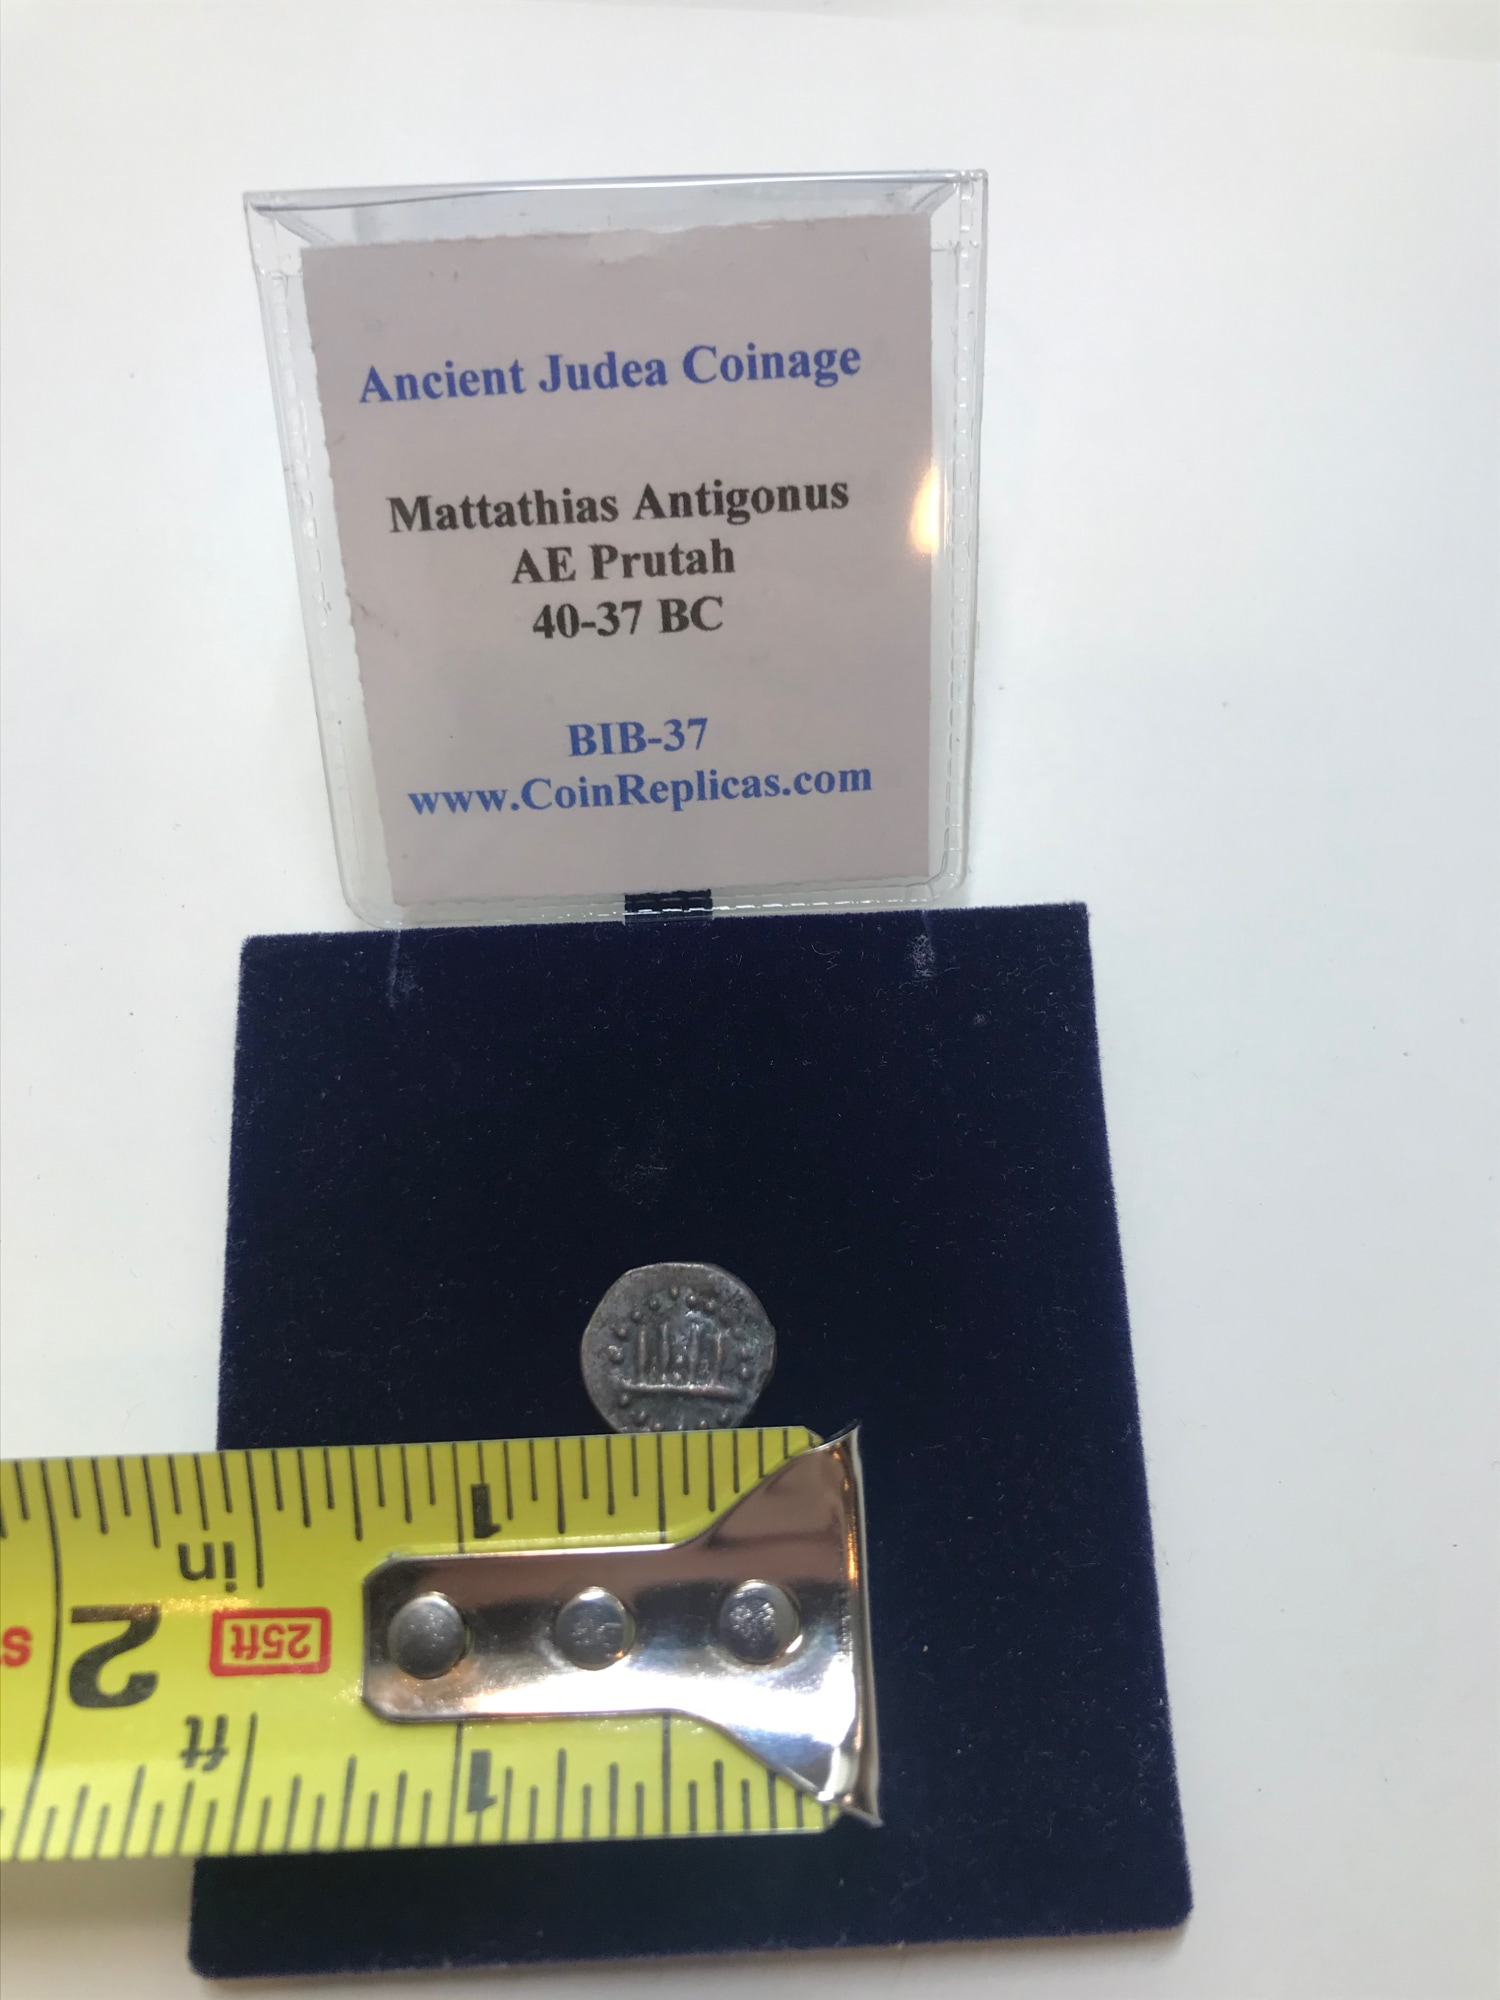 Ancient Judea Coinage
Mattathias Antigonus
AE Prutah
40-37 BC
BIB-37
www.CoinReplicas.com
1
in
2
25ft
s
ft
1